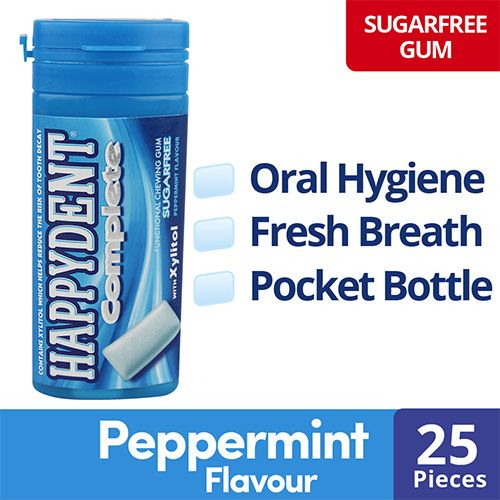 SUGARFREE
GUM
CONTAINS XYLITOL WHICH HELPS REDUCE THE RISK OF TOOTH DECAY
HAPPYDENT®
Complete
FUNCTIONAL CHEWING GUM
SUGARFREE
PEPPERMINT FLAVOUR
WITH Xylitol
Oral Hygiene
Fresh Breath
Pocket Bottle
Peppermint
Flavour
25
Pieces